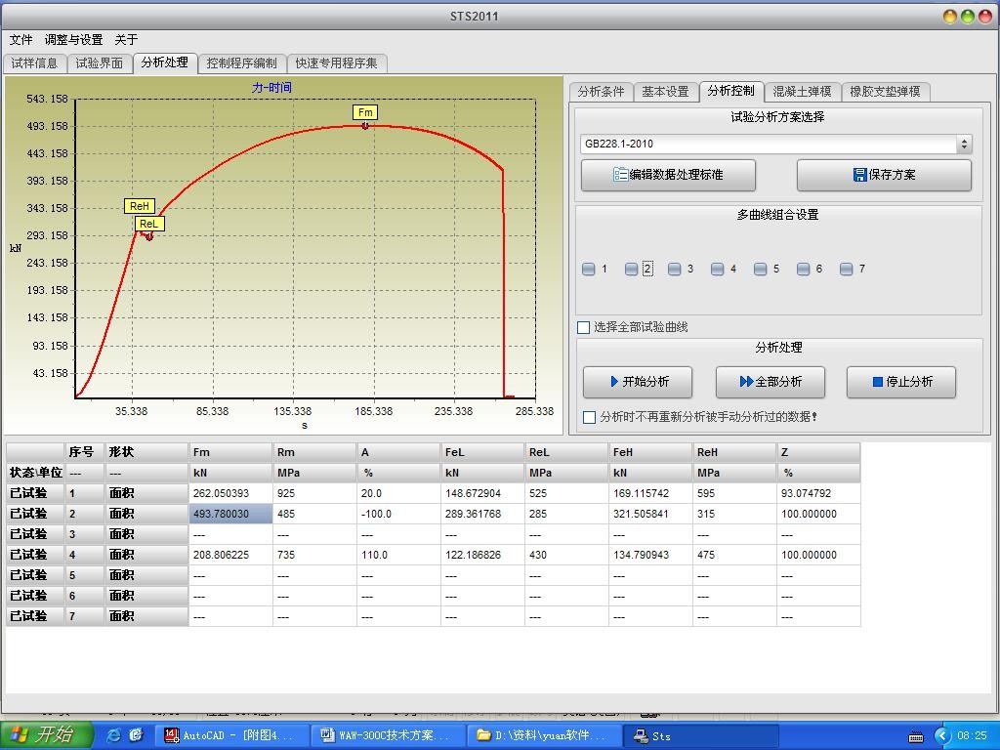 STS2011
文件 调整与设置 关于
试样信息 试验界面 分析处理 控制程序编制 快速专用程序集
力-时间
543.158
493.158
443.158
393.158
343.158
293.158
243.158
193.158
143.158
93.158
43.158
kN
Fm
ReH
ReL
35.338 85.338 135.338 185.338 235.338 285.338
s
分析条件 基本设置 分析控制 混凝土弹模 橡胶支垫弹模
试验分析方案选择
GB228.1-2010
编辑数据处理标准 保存方案
多曲线组合设置
1 2 3 4 5 6 7
选择全部试验曲线
分析处理
开始分析 全部分析 停止分析
分析时不再重新分析被手动分析过的数据!
序号 形状 Fm Rm A FeL ReL FeH ReH Z
状态\单位 --- --- kN MPa % kN MPa kN MPa %
已试验 1 面积 262.050393 925 20.0 148.672904 525 169.115742 595 93.074792
已试验 2 面积 493.780030 485 -100.0 289.361768 285 321.505841 315 100.000000
已试验 3 面积 --- --- --- --- --- --- --- ---
已试验 4 面积 208.806225 735 110.0 122.186826 430 134.790943 475 100.000000
已试验 5 面积 --- --- --- --- --- --- --- ---
已试验 6 面积 --- --- --- --- --- --- --- ---
已试验 7 面积 --- --- --- --- --- --- --- ---
开始 AutoCAD - [附图4... WAW-300C技术方案... D:\资料\yuan软件... Sts 08:25